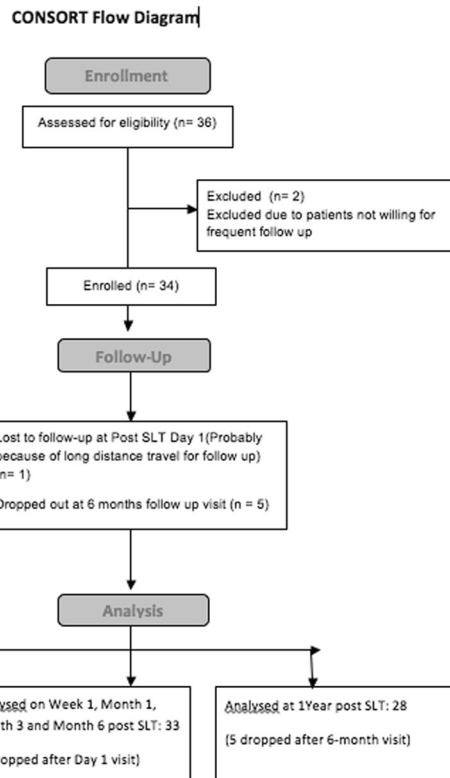 CONSORT Flow Diagram
Enrollment
Assessed for eligibility (n= 36)
Excluded (n= 2)
Excluded due to patients not willing for
frequent follow up
Enrolled (n= 34)
Follow-Up
Lost to follow-up at Post SLT Day 1(Probably
because of long distance travel for follow up)
n= 1)
Dropped out at 6 months follow up visit (n = 5)
Analysis
on Week 1, Month 1,
3 and Month 6 post SLT: 33
after Day 1 visit)
Analysed at 1Year post SLT: 28
(5 dropped after 6-month visit)